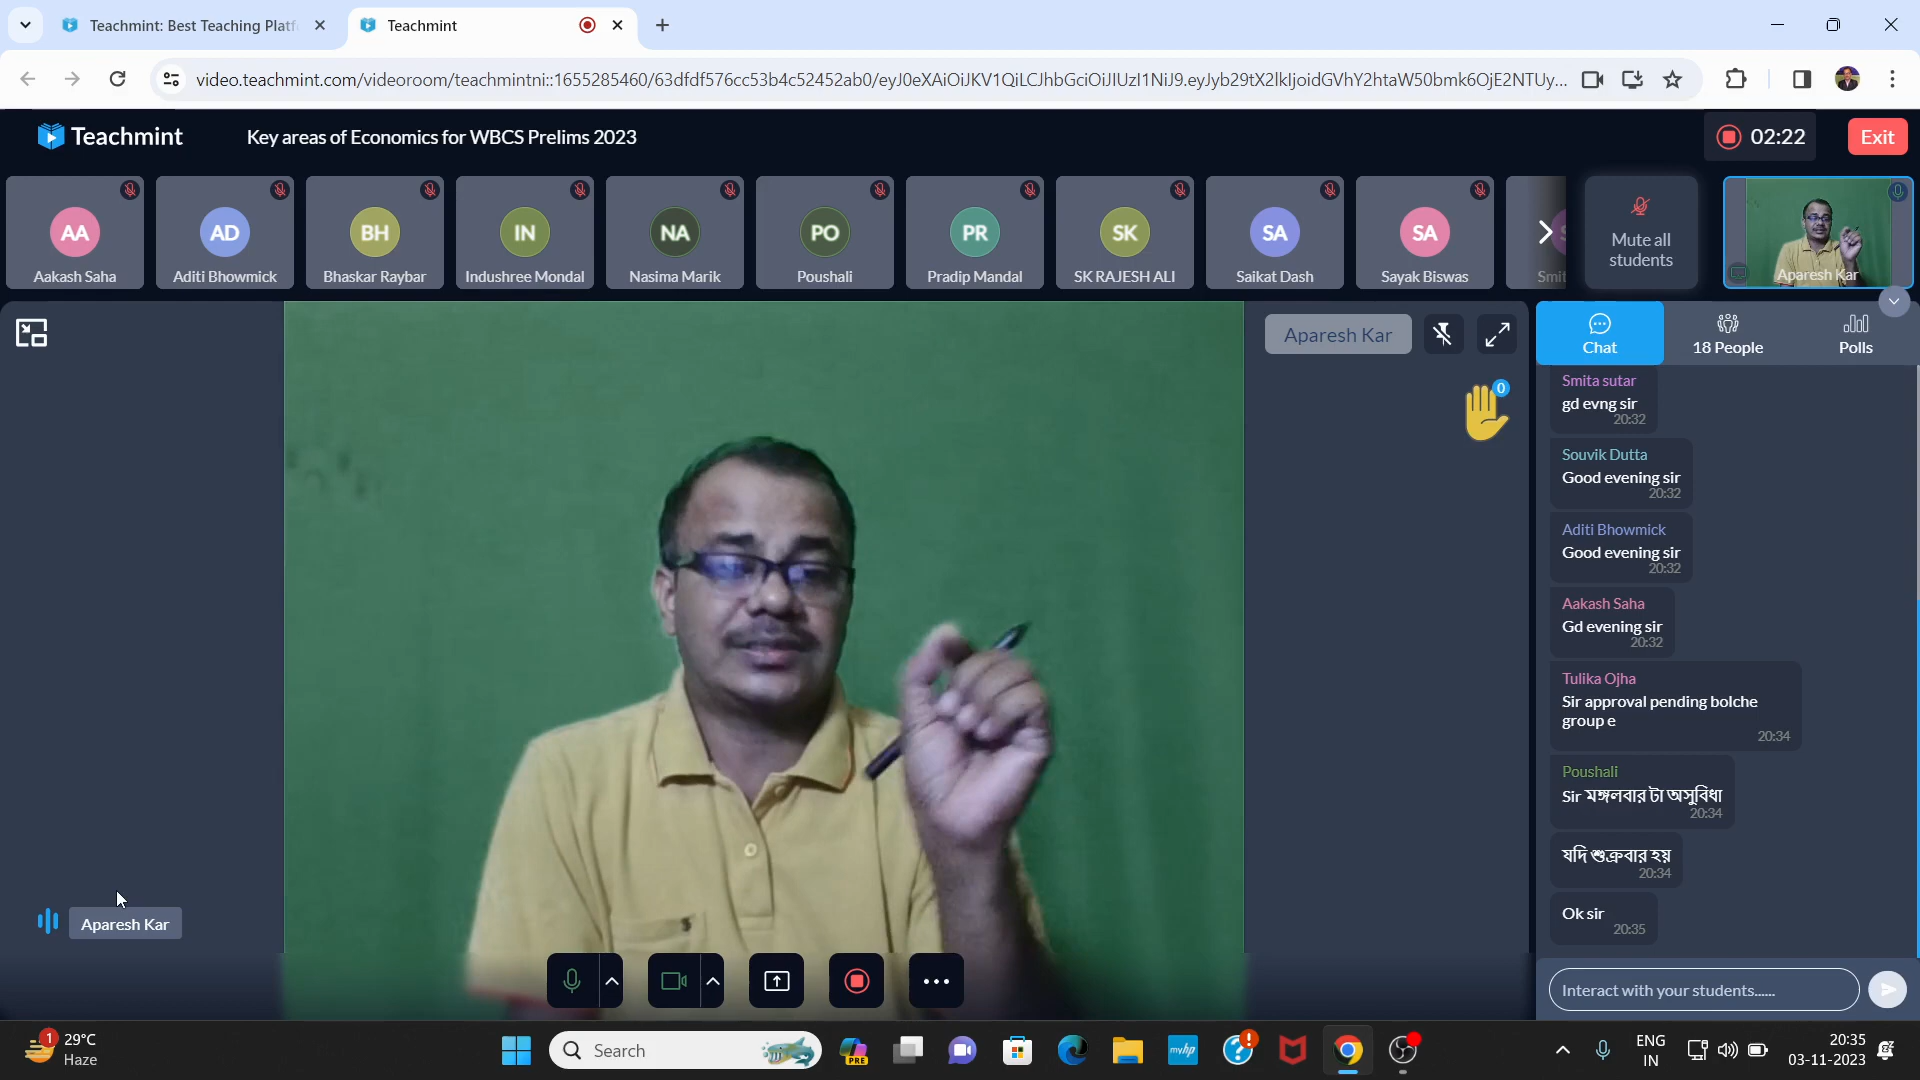 Teachmint: Best Teaching Platf
Teachmint
video.teachmint.com/videoroom/teachmintni::1655285460/63dfdf576cc53b4c52452ab0/eyJ0eXAiOiJKV1QiLCJhbGciOiJIUzI1NiJ9.eyJyb29tX2lkIjoidGVhY2htaW50bmk6OjE2NTUy...
Teachmint
Key areas of Economics for WBCS Prelims 2023
02:22
Exit
AA
AD
BH
IN
NA
PO
PR
SK
SA
SA
Aakash Saha
Aditi Bhowmick
Bhaskar Raybar
Indushree Mondal
Nasima Marik
Poushali
Pradip Mandal
SK RAJESH ALI
Saikat Dash
Sayak Biswas
Smit
Mute all
students
Aparesh Kar
Aparesh Kar
0
Chat
18 People
Polls
Smita sutar
gd evng sir
20:32
Souvik Dutta
Good evening sir
20:32
Aditi Bhowmick
Good evening sir
20:32
Aakash Saha
Gd evening sir
20:32
Tulika Ojha
Sir approval pending bolche
group e
20:34
Poushali
Sir মঙ্গলবার টা অসুবিধা
20:34
যদি শুক্রবার হয়
20:34
Ok sir
20:35
Aparesh Kar
Interact with your students......
1
29°C
Haze
Search
PRE
myhp
ENG
IN
20:35
03-11-2023